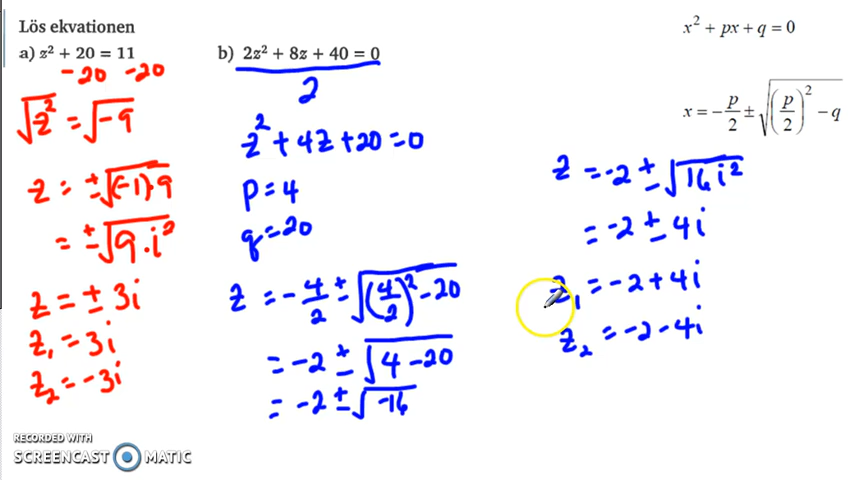 Lös ekvationen
a) z² + 20 = 11
-20 -20
√z² = √-9
z = ±√(-1)·9
= ±√9·i²
z = ± 3i
z₁ = 3i
z₂ = -3i
b) 2z² + 8z + 40 = 0
2
z² + 4z + 20 = 0
p = 4
q = 20
z = -4/2 ± √(4/2)² - 20
= -2 ± √4 - 20
= -2 ± √-16
x² + px + q = 0
x = -p/2 ± √(p/2)² - q
z = -2 ± √16i²
= -2 ± 4i
z₁ = -2 + 4i
z₂ = -2 - 4i
RECORDED WITH
SCREENCAST MATIC